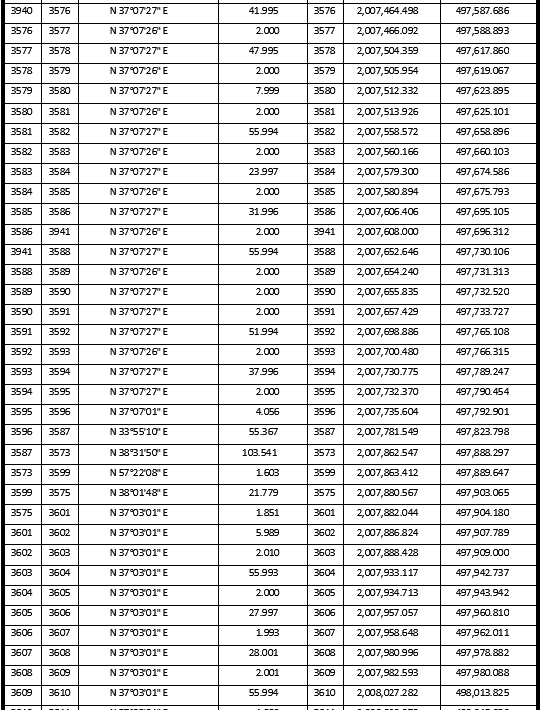 3940 3576 N 37°07'27" E 41.995 3576 2,007,464.498 497,587.686
3576 3577 N 37°07'26" E 2.000 3577 2,007,466.092 497,588.893
3577 3578 N 37°07'27" E 47.995 3578 2,007,504.359 497,617.860
3578 3579 N 37°07'26" E 2.000 3579 2,007,505.954 497,619.067
3579 3580 N 37°07'27" E 7.999 3580 2,007,512.332 497,623.895
3580 3581 N 37°07'26" E 2.000 3581 2,007,513.926 497,625.101
3581 3582 N 37°07'27" E 55.994 3582 2,007,558.572 497,658.896
3582 3583 N 37°07'26" E 2.000 3583 2,007,560.166 497,660.103
3583 3584 N 37°07'27" E 23.997 3584 2,007,579.300 497,674.586
3584 3585 N 37°07'26" E 2.000 3585 2,007,580.894 497,675.793
3585 3586 N 37°07'27" E 31.996 3586 2,007,606.406 497,695.105
3586 3941 N 37°07'26" E 2.000 3941 2,007,608.000 497,696.312
3941 3588 N 37°07'27" E 55.994 3588 2,007,652.646 497,730.106
3588 3589 N 37°07'26" E 2.000 3589 2,007,654.240 497,731.313
3589 3590 N 37°07'27" E 2.000 3590 2,007,655.835 497,732.520
3590 3591 N 37°07'27" E 2.000 3591 2,007,657.429 497,733.727
3591 3592 N 37°07'27" E 51.994 3592 2,007,698.886 497,765.108
3592 3593 N 37°07'26" E 2.000 3593 2,007,700.480 497,766.315
3593 3594 N 37°07'27" E 37.996 3594 2,007,730.775 497,789.247
3594 3595 N 37°07'27" E 2.000 3595 2,007,732.370 497,790.454
3595 3596 N 37°07'01" E 4.056 3596 2,007,735.604 497,792.901
3596 3587 N 33°55'10" E 55.367 3587 2,007,781.549 497,823.798
3587 3573 N 38°31'50" E 103.541 3573 2,007,862.547 497,888.297
3573 3599 N 57°22'08" E 1.603 3599 2,007,863.412 497,889.647
3599 3575 N 38°01'48" E 21.779 3575 2,007,880.567 497,903.065
3575 3601 N 37°03'01" E 1.851 3601 2,007,882.044 497,904.180
3601 3602 N 37°03'01" E 5.989 3602 2,007,886.824 497,907.789
3602 3603 N 37°03'01" E 2.010 3603 2,007,888.428 497,909.000
3603 3604 N 37°03'01" E 55.993 3604 2,007,933.117 497,942.737
3604 3605 N 37°03'01" E 2.000 3605 2,007,934.713 497,943.942
3605 3606 N 37°03'01" E 27.997 3606 2,007,957.057 497,960.810
3606 3607 N 37°03'01" E 1.993 3607 2,007,958.648 497,962.011
3607 3608 N 37°03'01" E 28.001 3608 2,007,980.996 497,978.882
3608 3609 N 37°03'01" E 2.001 3609 2,007,982.593 497,980.088
3609 3610 N 37°03'01" E 55.994 3610 2,008,027.282 498,013.825